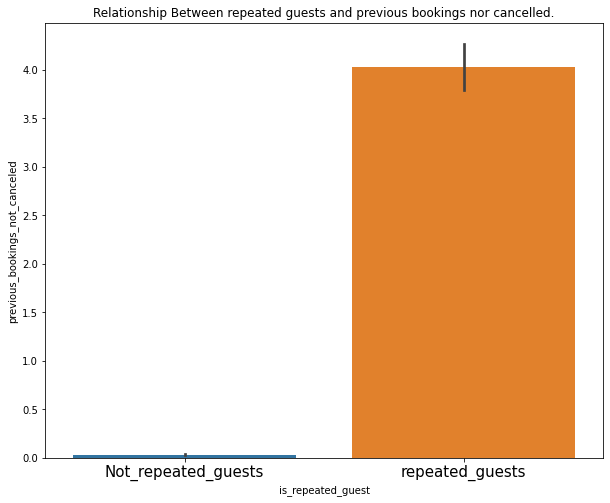 Relationship Between repeated guests and previous bookings nor cancelled.
previous_bookings_not_canceled
4.0
3.5
3.0
2.5
2.0
1.5
1.0
0.5
0.0
Not_repeated_guests
repeated_guests
is_repeated_guest